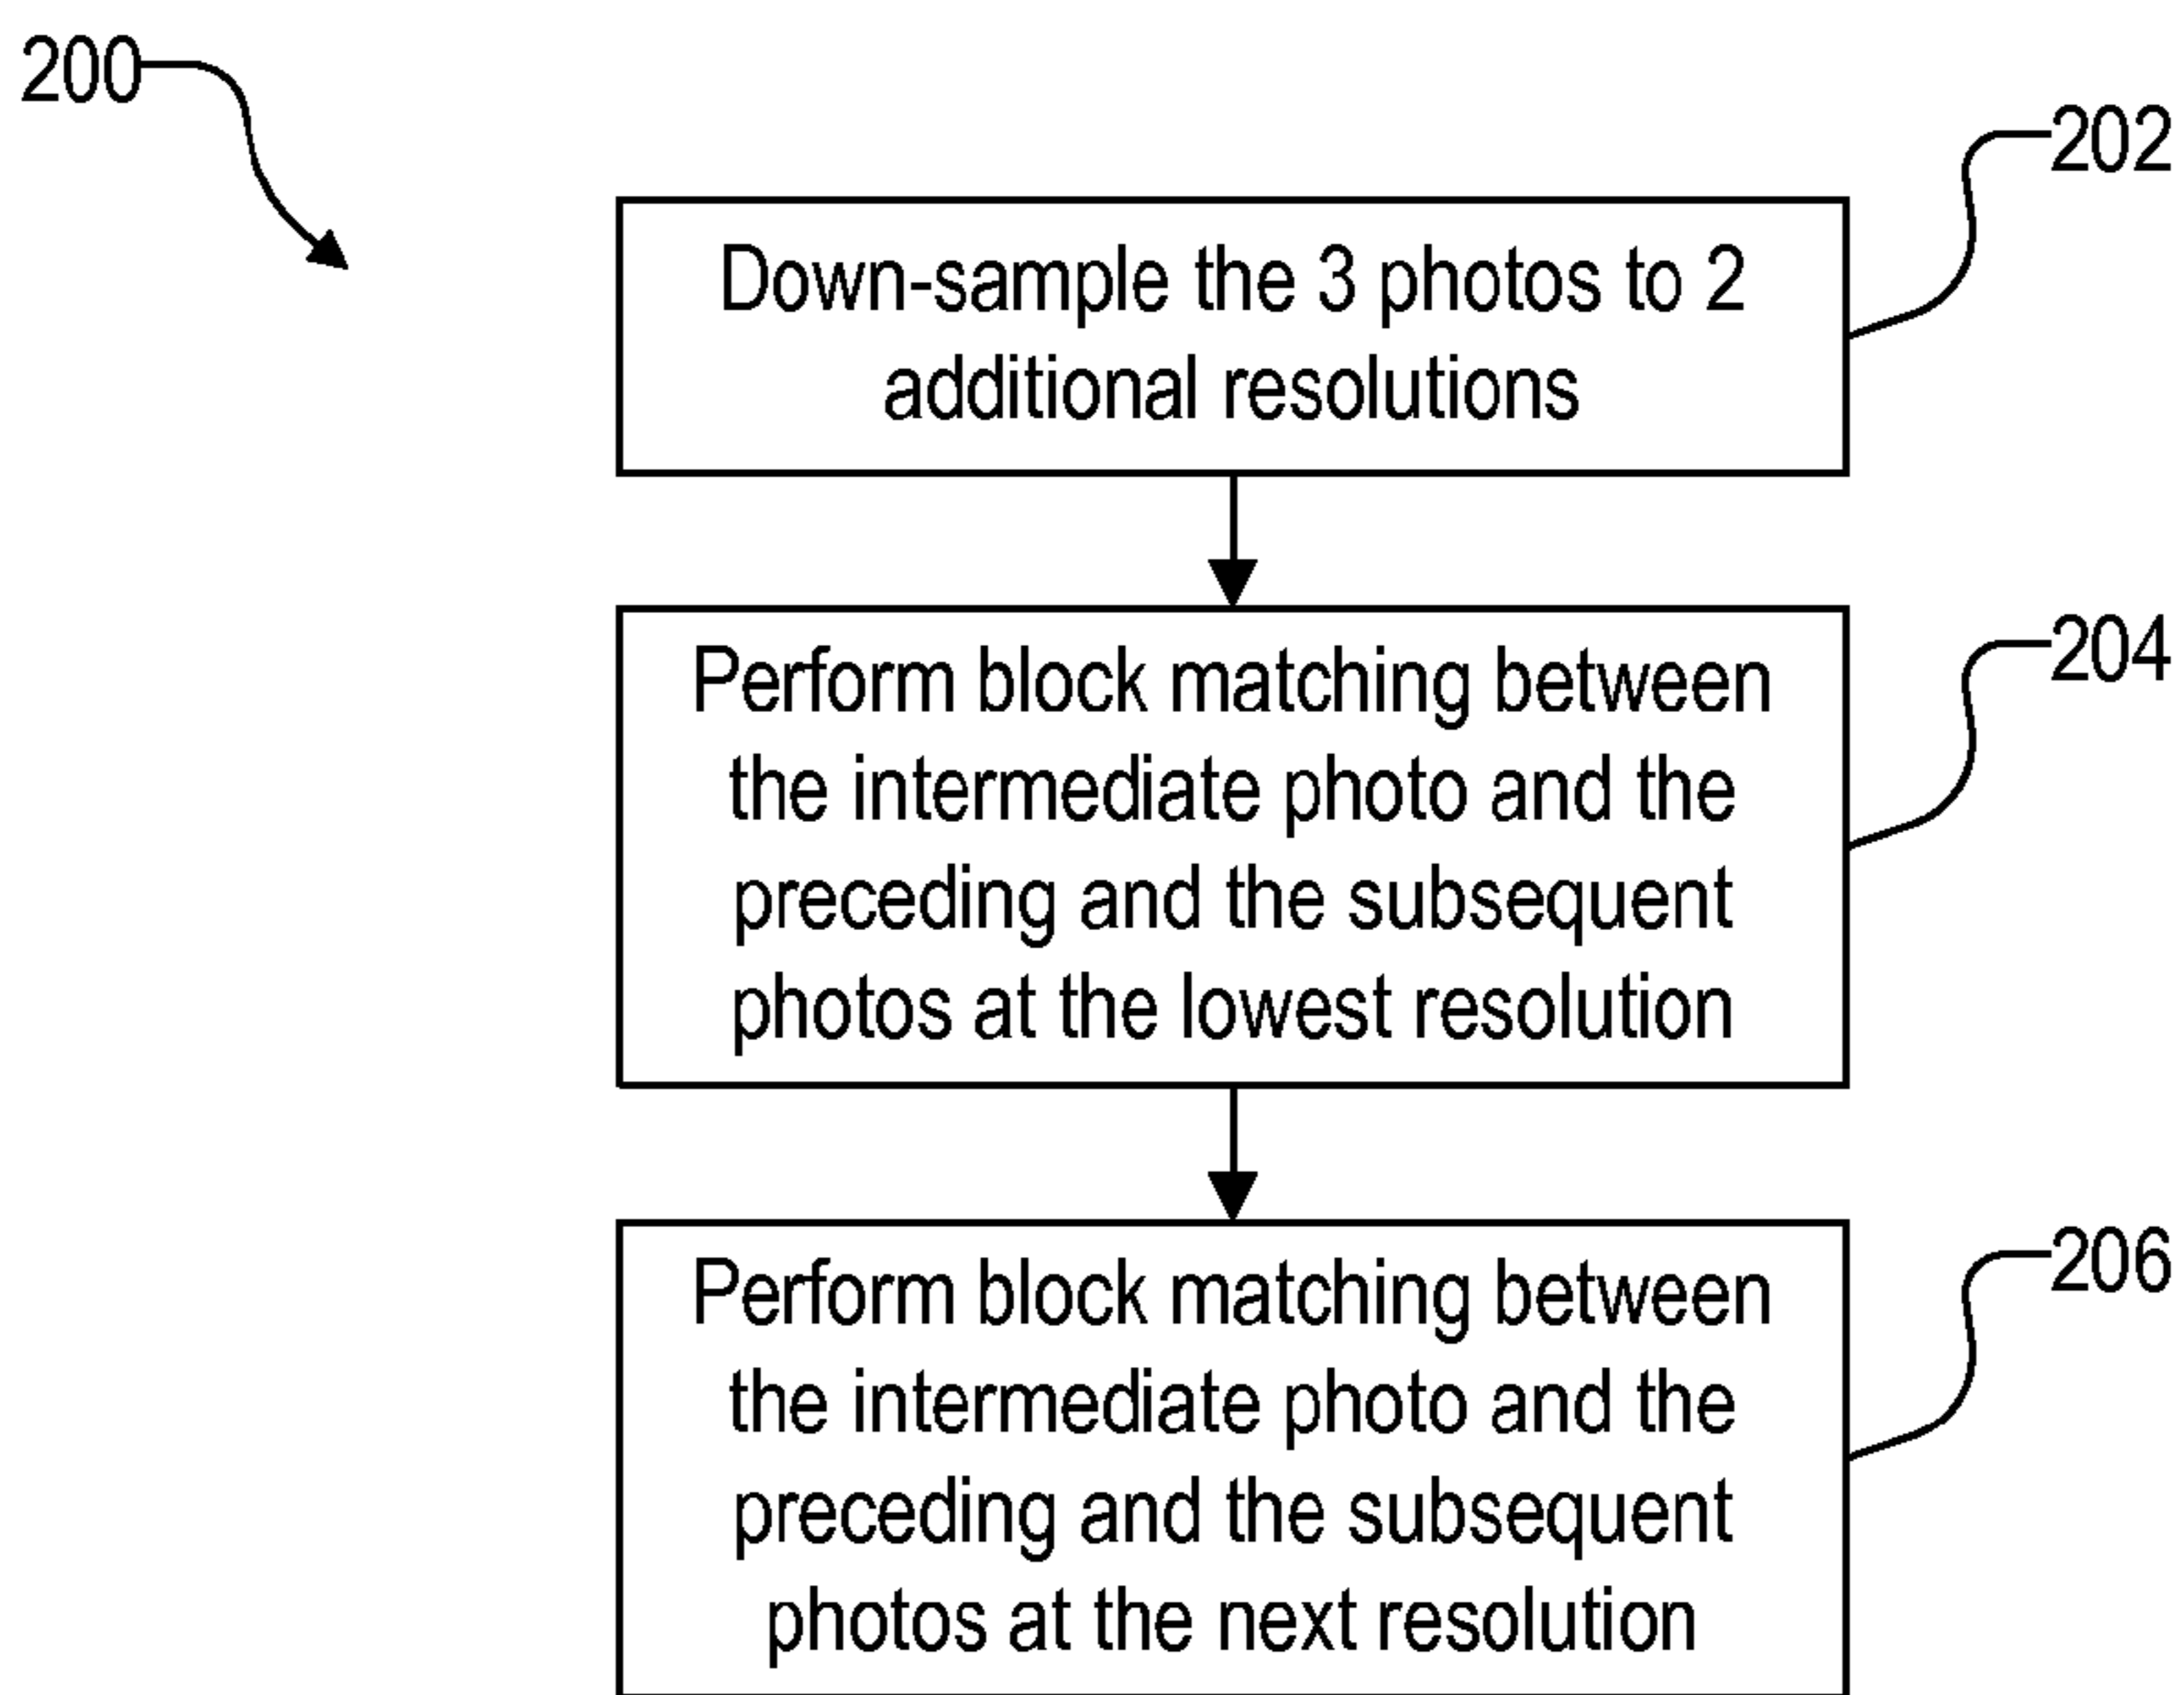 200
202
Down-sample the 3 photos to 2
additional resolutions
204
Perform block matching between
the intermediate photo and the
preceding and the subsequent
photos at the lowest resolution
206
Perform block matching between
the intermediate photo and the
preceding and the subsequent
photos at the next resolution